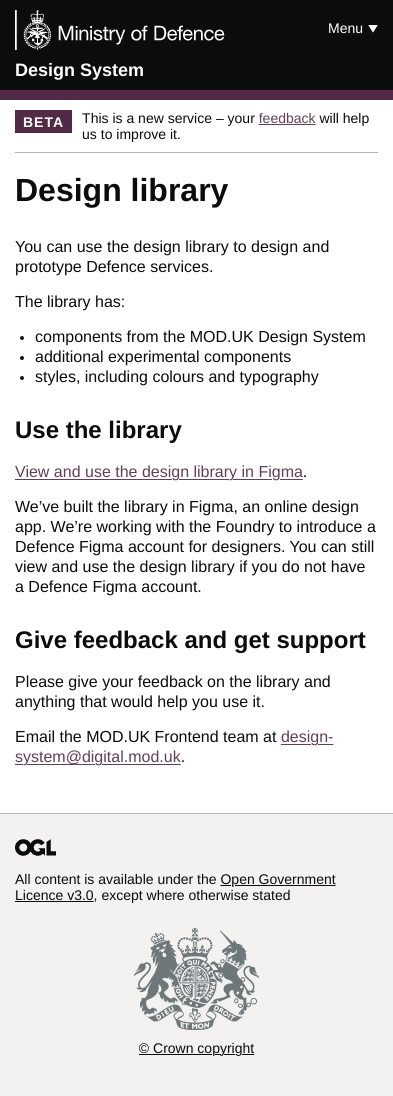 Ministry of Defence
Menu ▼
Design System
BETA
This is a new service – your feedback will help
us to improve it.
Design library
You can use the design library to design and
prototype Defence services.
The library has:
• components from the MOD.UK Design System
• additional experimental components
• styles, including colours and typography
Use the library
View and use the design library in Figma.
We’ve built the library in Figma, an online design
app. We’re working with the Foundry to introduce a
Defence Figma account for designers. You can still
view and use the design library if you do not have
a Defence Figma account.
Give feedback and get support
Please give your feedback on the library and
anything that would help you use it.
Email the MOD.UK Frontend team at design-
system@digital.mod.uk.
OGL
All content is available under the Open Government
Licence v3.0, except where otherwise stated
DIEU ET MON DROIT
© Crown copyright